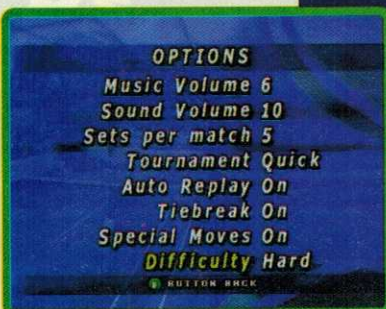 OPTIONS
Music Volume 6
Sound Volume 10
Sets per match 5
Tournament Quick
Auto Replay On
Tiebreak On
Special Moves On
Difficulty Hard
BUTTON BACK